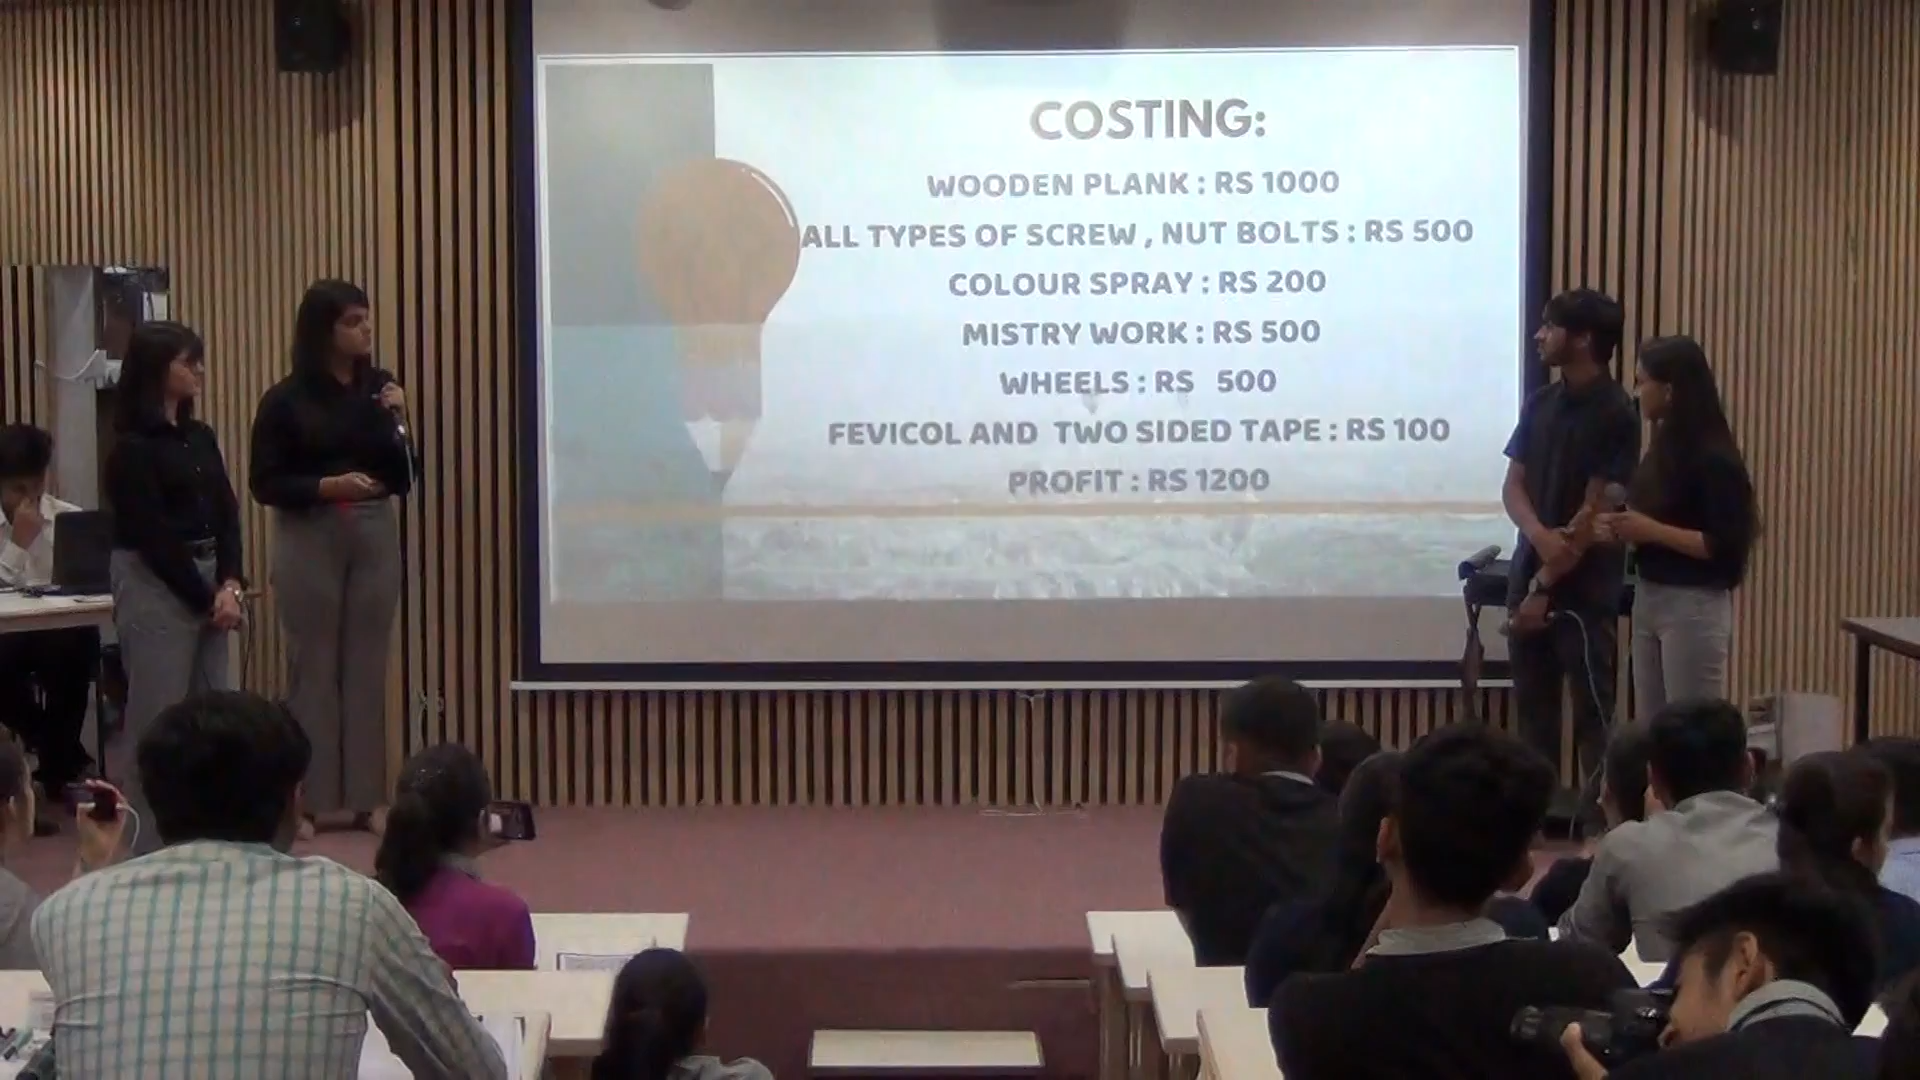 COSTING:
WOODEN PLANK : RS 1000
ALL TYPES OF SCREW , NUT BOLTS : RS 500
COLOUR SPRAY : RS 200
MISTRY WORK : RS 500
WHEELS : RS 500
FEVICOL AND TWO SIDED TAPE : RS 100
PROFIT : RS 1200